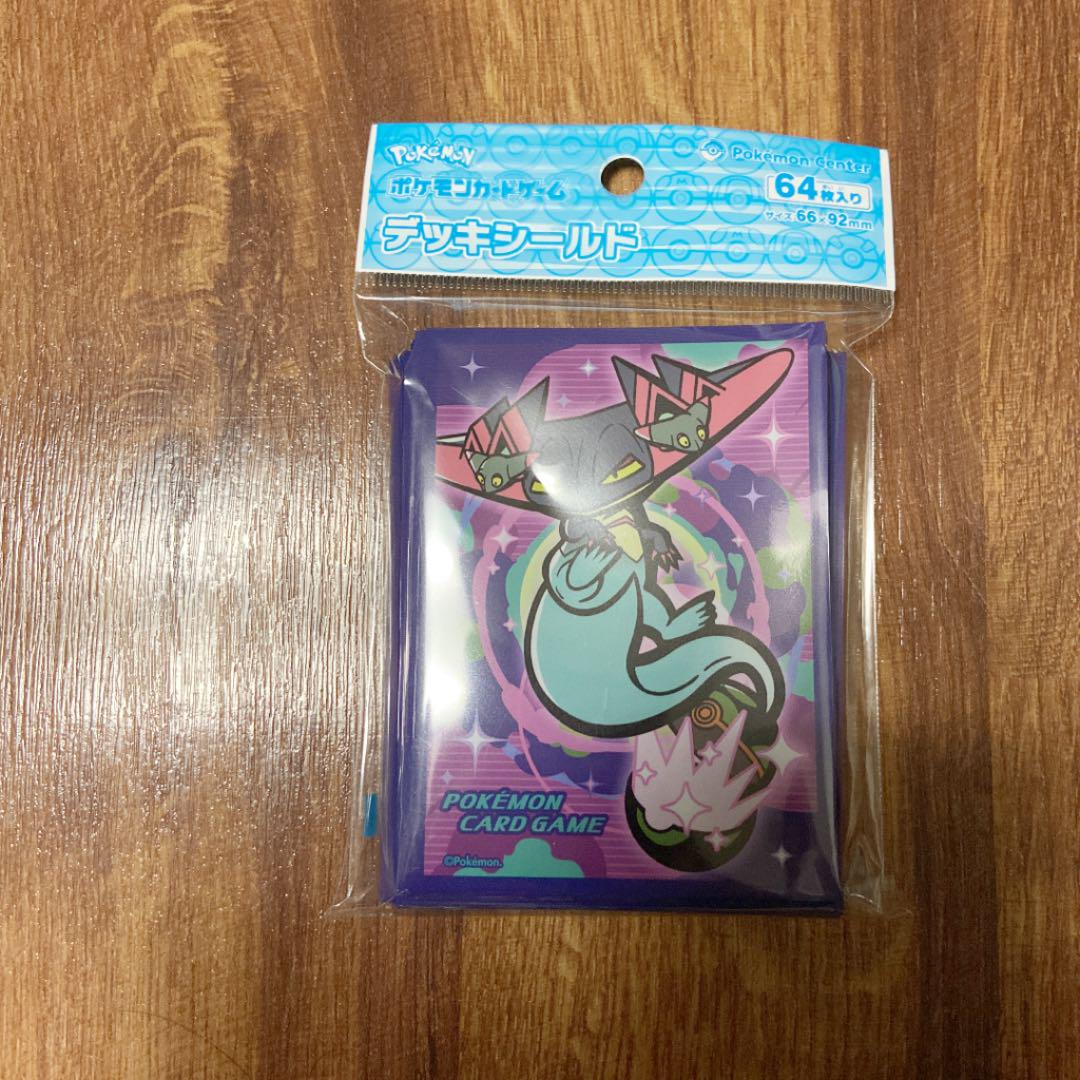 Pokémon
Pokémon Center
ポケモンカードゲーム
64枚入り
デッキシールド
サイズ:66×92mm
POKÉMON
CARD GAME
©Pokémon.